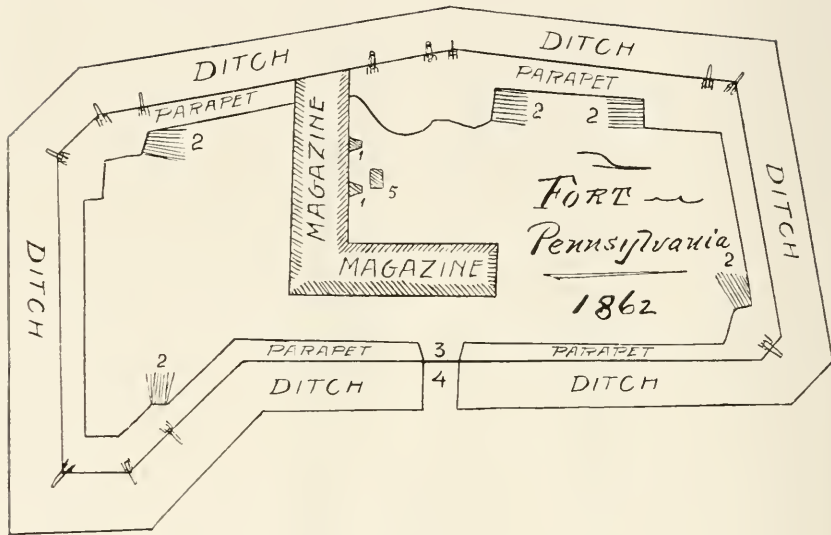 DITCH
DITCH
PARAPET
PARAPET
2
2
2
MAGAZINE
1
1
5
FORT
Pennsylvania
1862
DITCH
DITCH
MAGAZINE
2
2
PARAPET
3
PARAPET
DITCH
4
DITCH